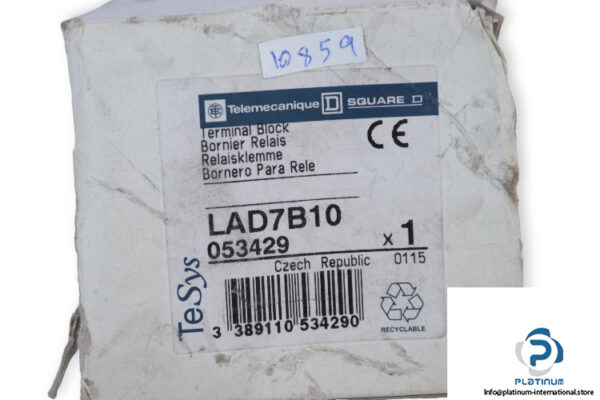 10859
Telemecanique D SQUARE D
Terminal Block
Bornier Relais
Relaisklemme
Bornero Para Rele
CE
LAD7B10
053429
x 1
Czech Republic 0115
TeSys
3 389110 534290
RECYCLABLE
PLATINUM
Info@platinum-international.store